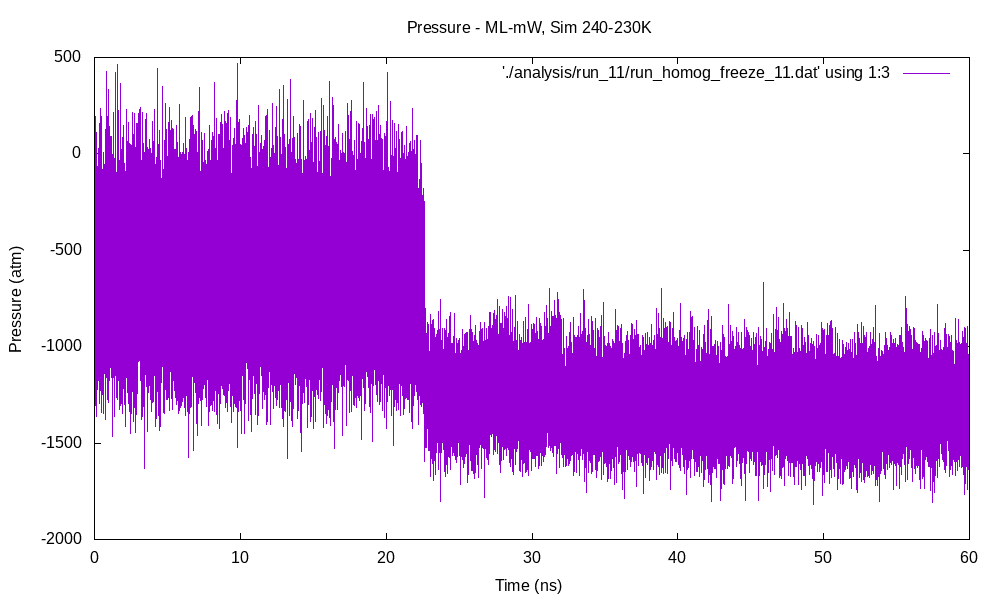 Pressure - ML-mW, Sim 240-230K
'./analysis/run_11/run_homog_freeze_11.dat' using 1:3
500
0
-500
-1000
-1500
-2000
Pressure (atm)
0 10 20 30 40 50 60
Time (ns)